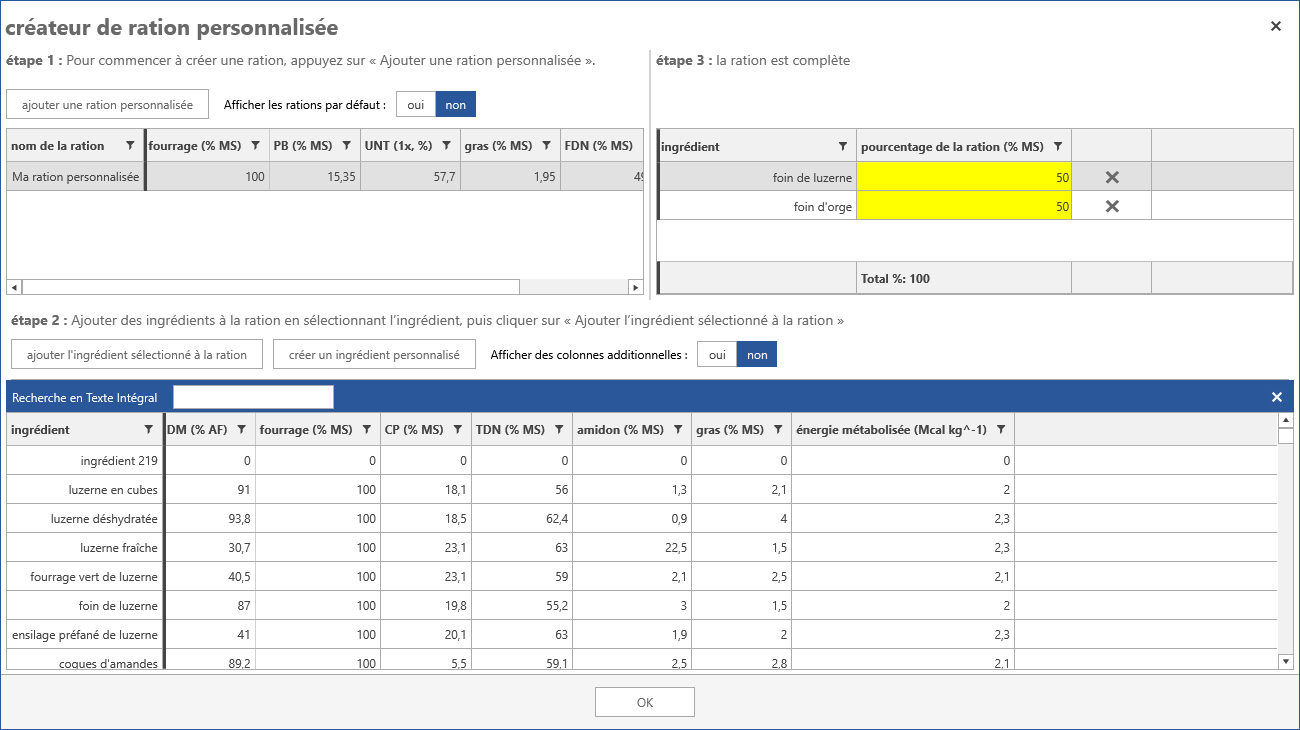 créateur de ration personnalisée
étape 1 : Pour commencer à créer une ration, appuyez sur « Ajouter une ration personnalisée ».
ajouter une ration personnalisée Afficher les rations par défaut : oui non
nom de la ration fourrage (% MS) PB (% MS) UNT (1x, %) gras (% MS) FDN (% MS)
Ma ration personnalisée 100 15,35 57,7 1,95 49
étape 3 : la ration est complète
ingrédient pourcentage de la ration (% MS)
foin de luzerne 50
foin d'orge 50
Total %: 100
étape 2 : Ajouter des ingrédients à la ration en sélectionnant l’ingrédient, puis cliquer sur « Ajouter l’ingrédient sélectionné à la ration »
ajouter l'ingrédient sélectionné à la ration créer un ingrédient personnalisé Afficher des colonnes additionnelles : oui non
Recherche en Texte Intégral
ingrédient DM (% AF) fourrage (% MS) CP (% MS) TDN (% MS) amidon (% MS) gras (% MS) énergie métabolisée (Mcal kg^-1)
ingrédient 219 0 0 0 0 0 0 0
luzerne en cubes 91 100 18,1 56 1,3 2,1 2
luzerne déshydratée 93,8 100 18,5 62,4 0,9 4 2,3
luzerne fraîche 30,7 100 23,1 63 22,5 1,5 2,3
fourrage vert de luzerne 40,5 100 23,1 59 2,1 2,5 2,1
foin de luzerne 87 100 19,8 55,2 3 1,5 2
ensilage préfané de luzerne 41 100 20,1 63 1,9 2 2,3
coques d'amandes 89,2 100 5,5 59,1 2,5 2,8 2,1
OK